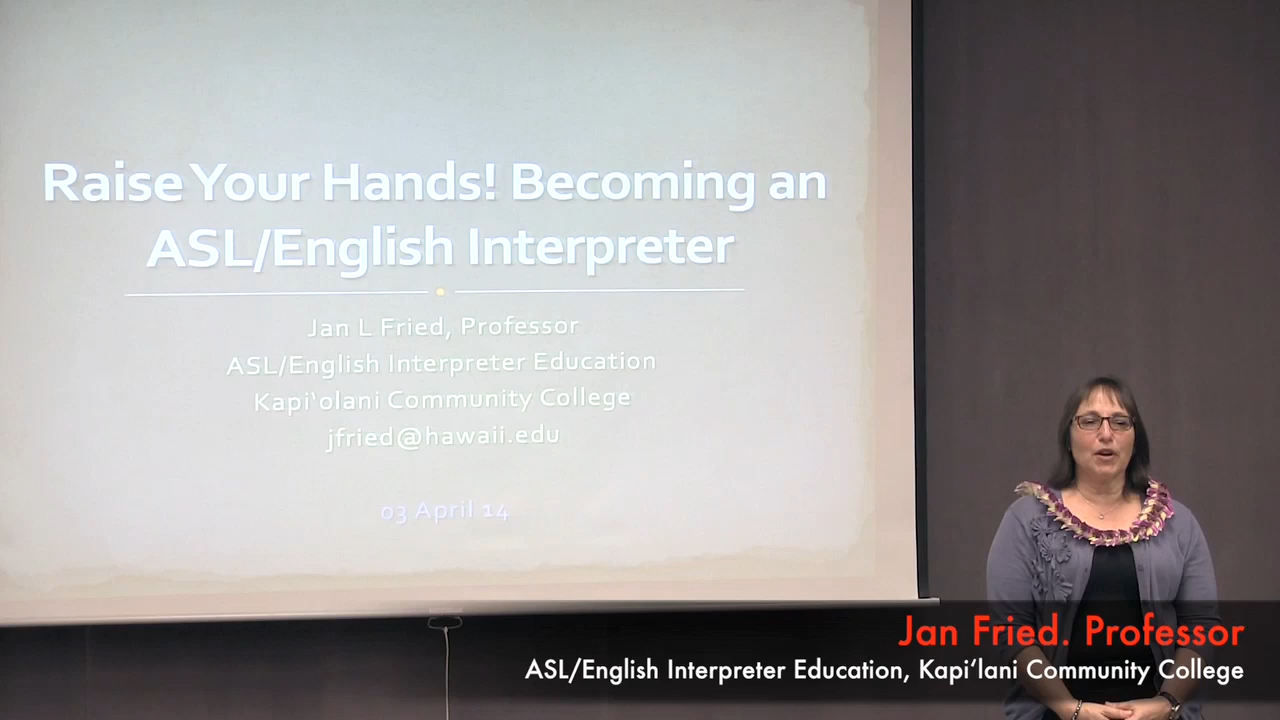 Raise Your Hands! Becoming an
ASL/English Interpreter
Jan L Fried, Professor
ASL/English Interpreter Education
Kapi‘olani Community College
jfried@hawaii.edu
03 April 14
Jan Fried. Professor
ASL/English Interpreter Education, Kapi‘lani Community College